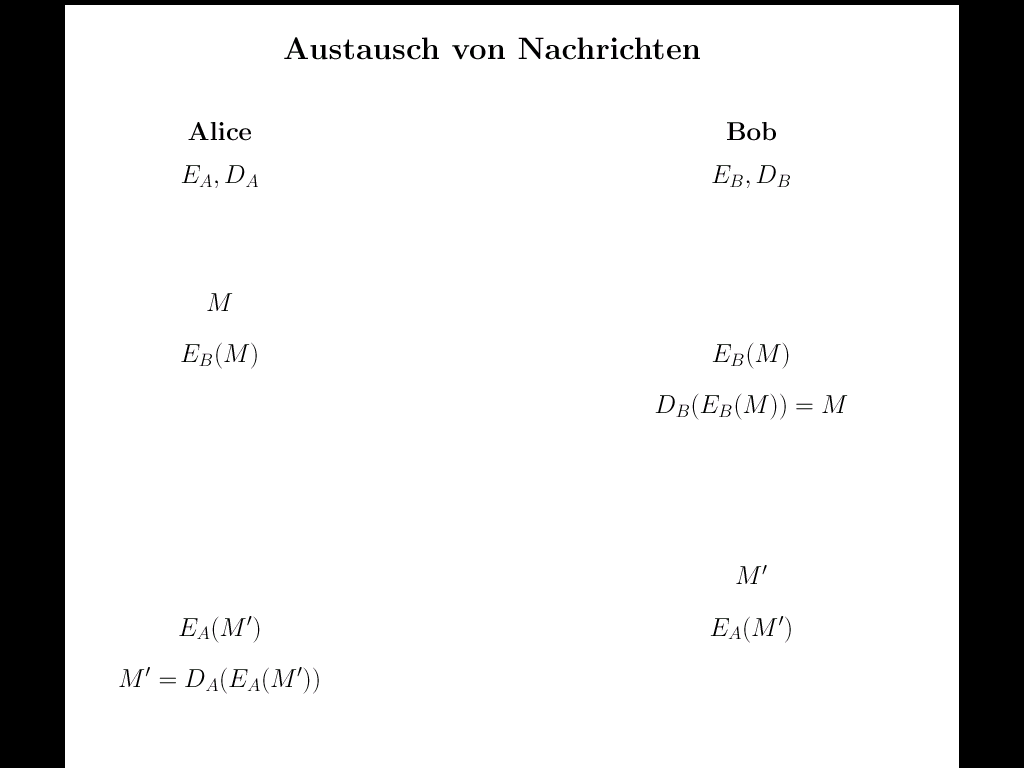 Austausch von Nachrichten
Alice Bob
E_A, D_A E_B, D_B
M
E_B(M) E_B(M)
D_B(E_B(M)) = M
M′
E_A(M′) E_A(M′)
M′ = D_A(E_A(M′))